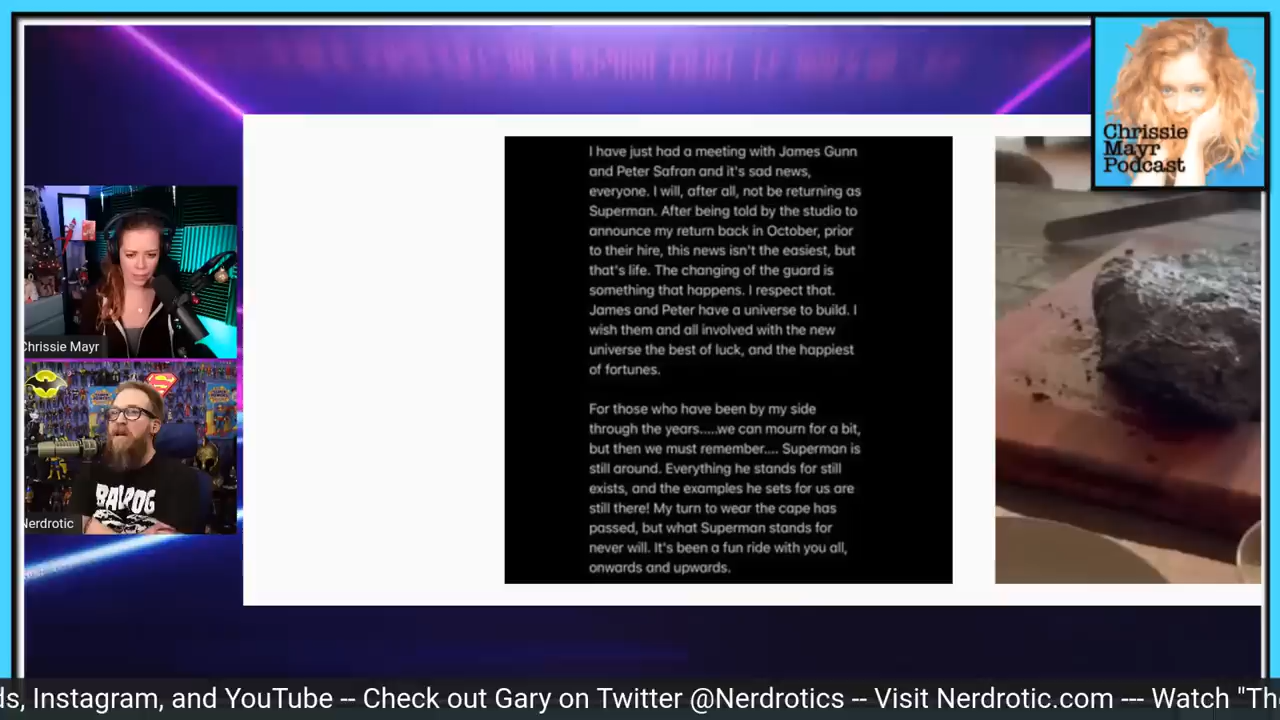 Chrissie
Mayr
Podcast
I have just had a meeting with James Gunn
and Peter Safran and it's sad news,
everyone. I will, after all, not be returning as
Superman. After being told by the studio to
announce my return back in October, prior
to their hire, this news isn't the easiest, but
that's life. The changing of the guard is
something that happens. I respect that.
James and Peter have a universe to build. I
wish them and all involved with the new
universe the best of luck, and the happiest
of fortunes.
For those who have been by my side
through the years.....we can mourn for a bit,
but then we must remember.... Superman is
still around. Everything he stands for still
exists, and the examples he sets for us are
still there! My turn to wear the cape has
passed, but what Superman stands for
never will. It's been a fun ride with you all,
onwards and upwards.
Chrissie Mayr
Nerdrotic
ds, Instagram, and YouTube -- Check out Gary on Twitter @Nerdrotics -- Visit Nerdrotic.com --- Watch "Th